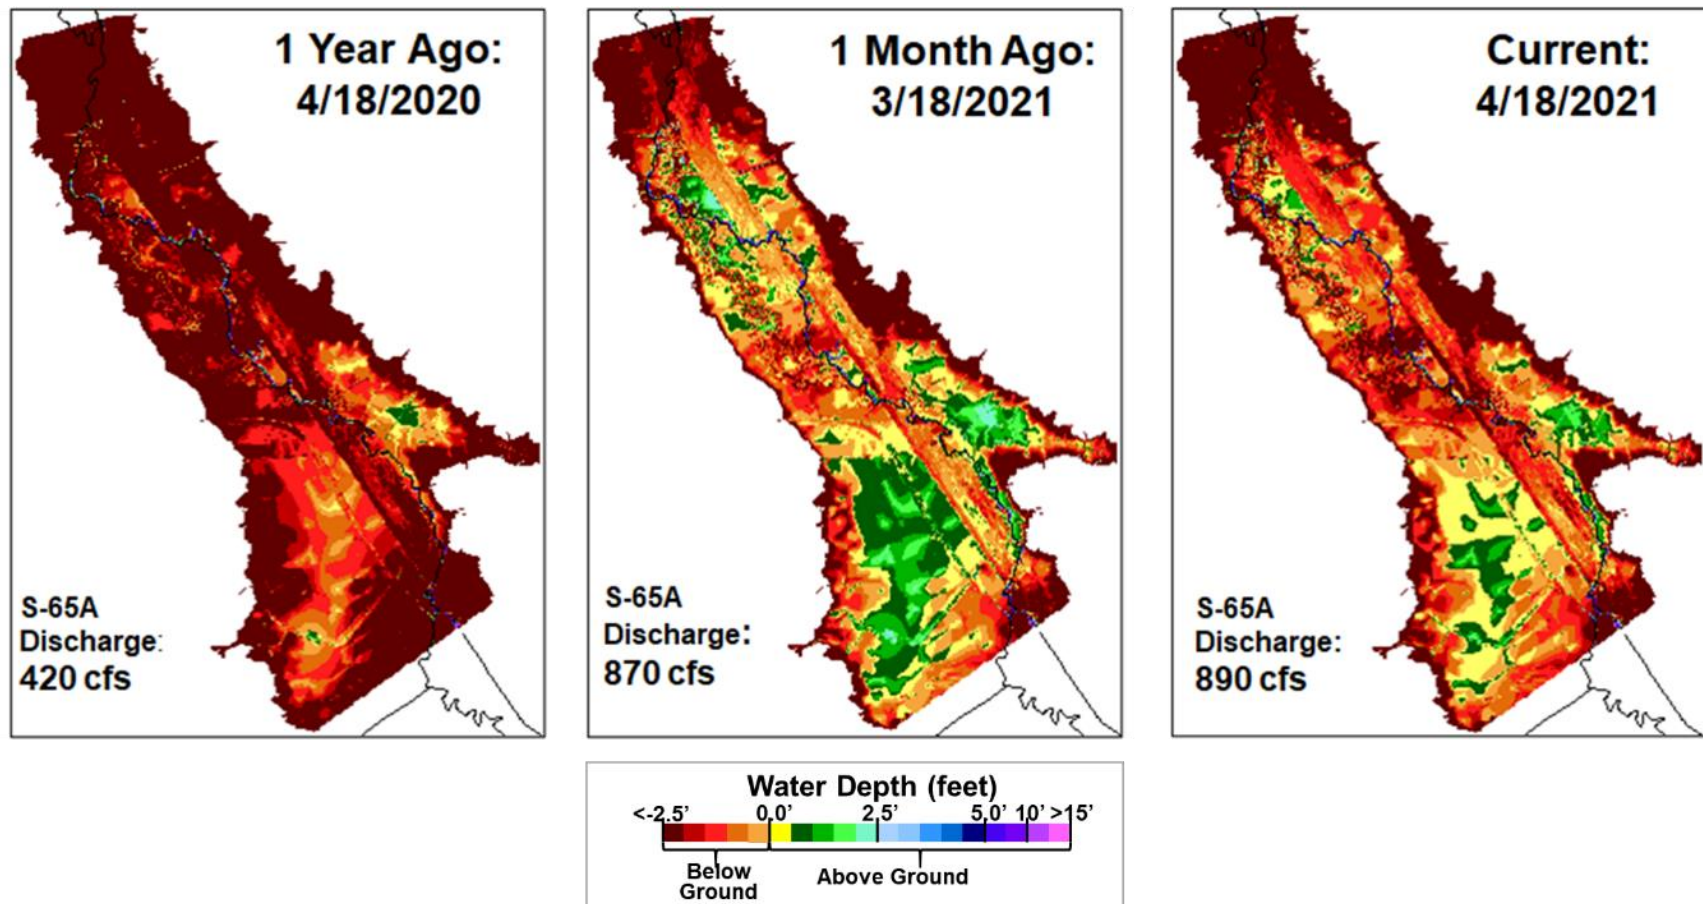 1 Year Ago:
4/18/2020
S-65A
Discharge:
420 cfs
1 Month Ago:
3/18/2021
S-65A
Discharge:
870 cfs
Current:
4/18/2021
S-65A
Discharge:
890 cfs
Water Depth (feet)
<-2.5' 0.0' 2.5' 5.0' 10' >15'
Below
Ground
Above Ground